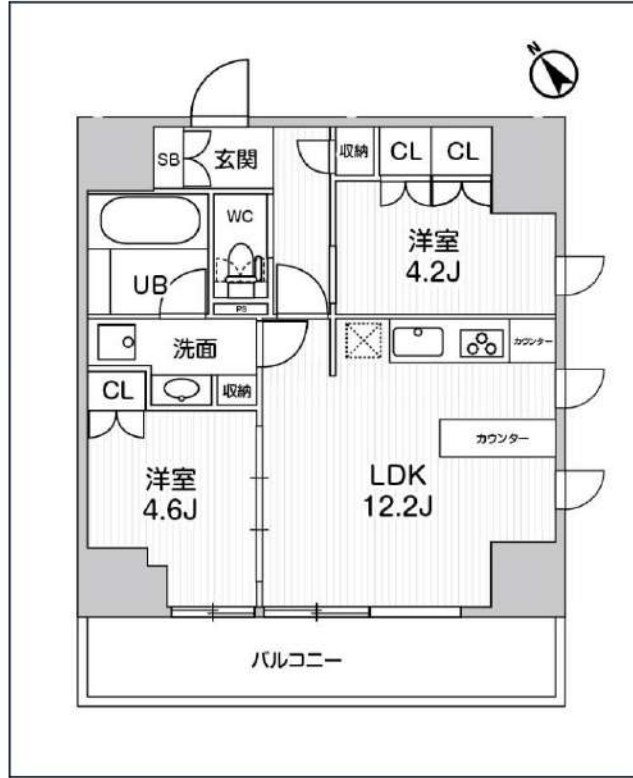 N
SB
玄関
収納
CL
CL
WC
洋室
4.2J
UB
PS
洗面
カウンター
CL
収納
カウンター
洋室
4.6J
LDK
12.2J
バルコニー